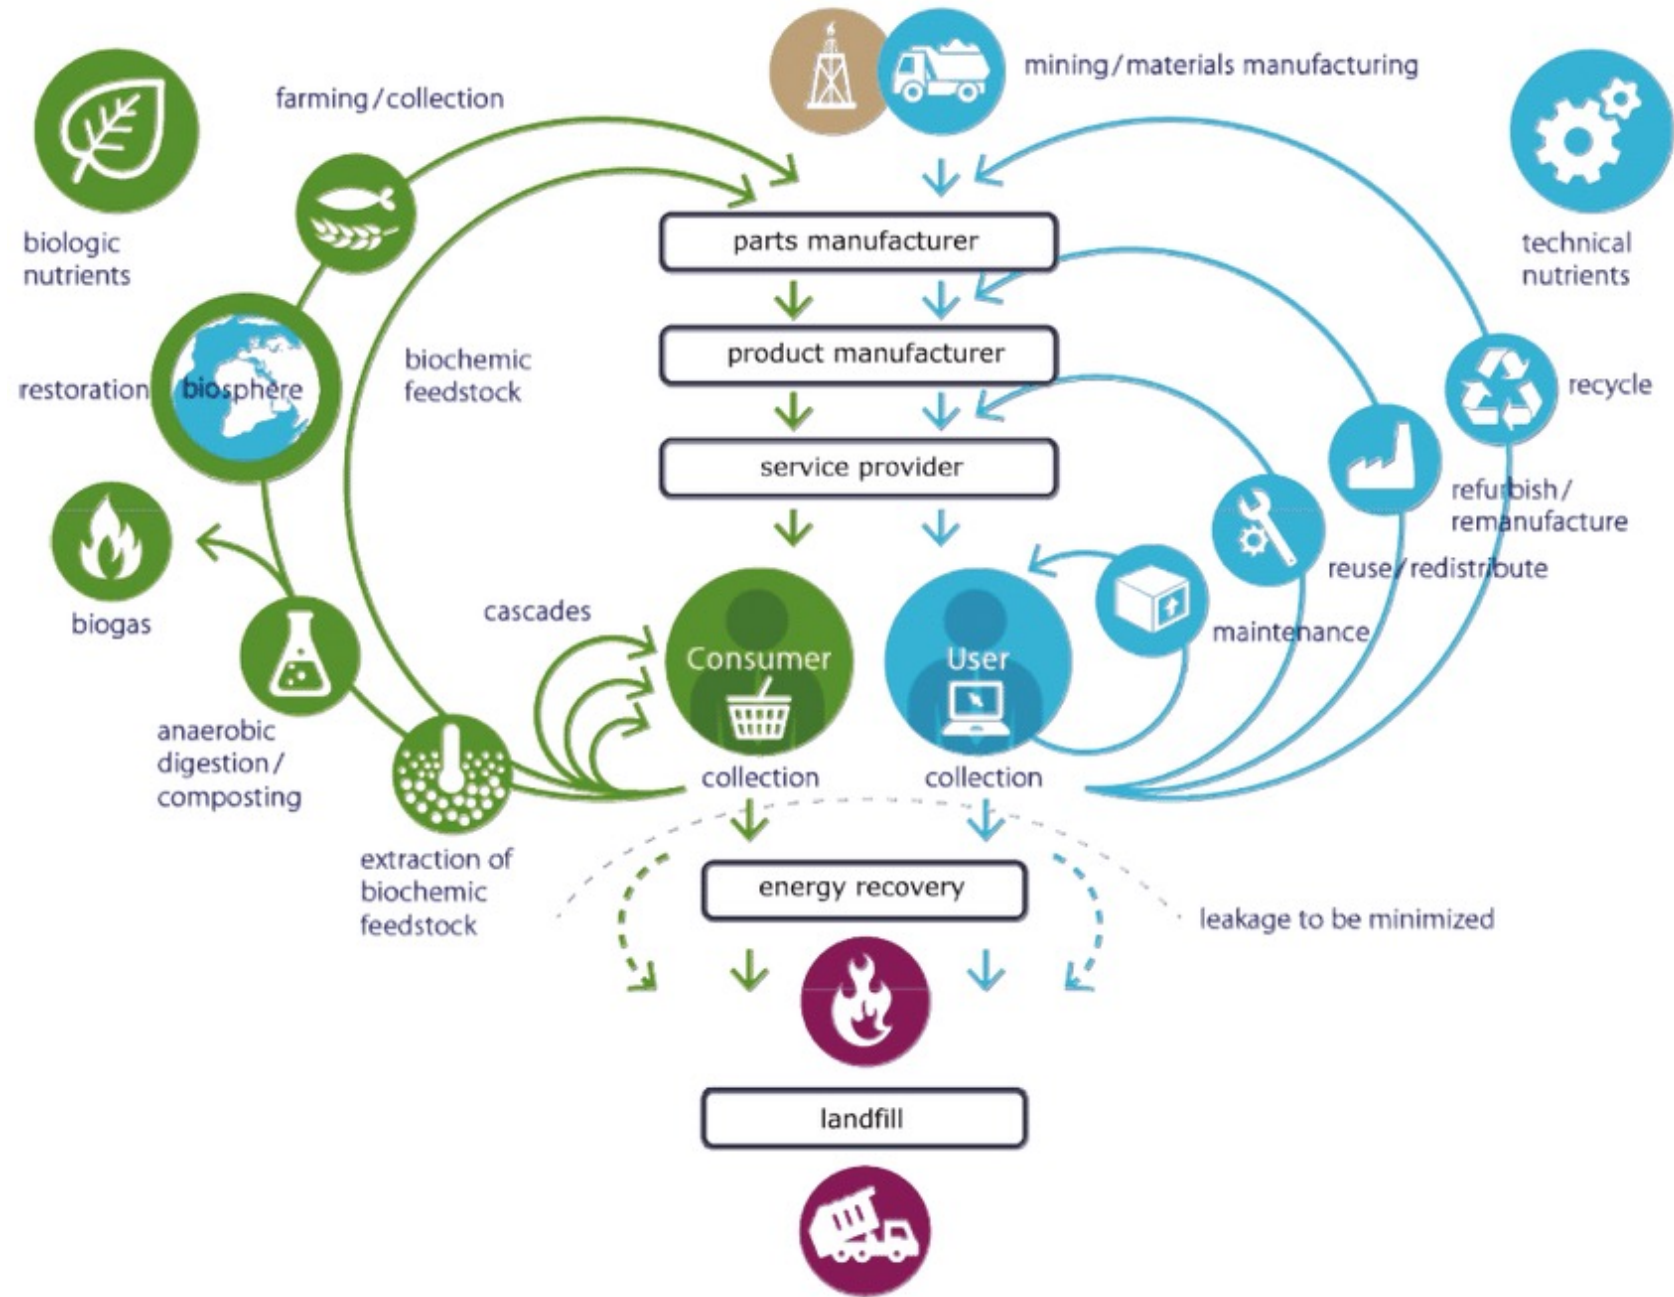 mining/materials manufacturing
farming/collection
biologic
nutrients
technical
nutrients
parts manufacturer
product manufacturer
service provider
biochemic
feedstock
restoration
biosphere
recycle
refurbish/
remanufacture
reuse/redistribute
maintenance
biogas
cascades
Consumer
User
collection
collection
anaerobic
digestion/
composting
extraction of
biochemic
feedstock
energy recovery
leakage to be minimized
landfill